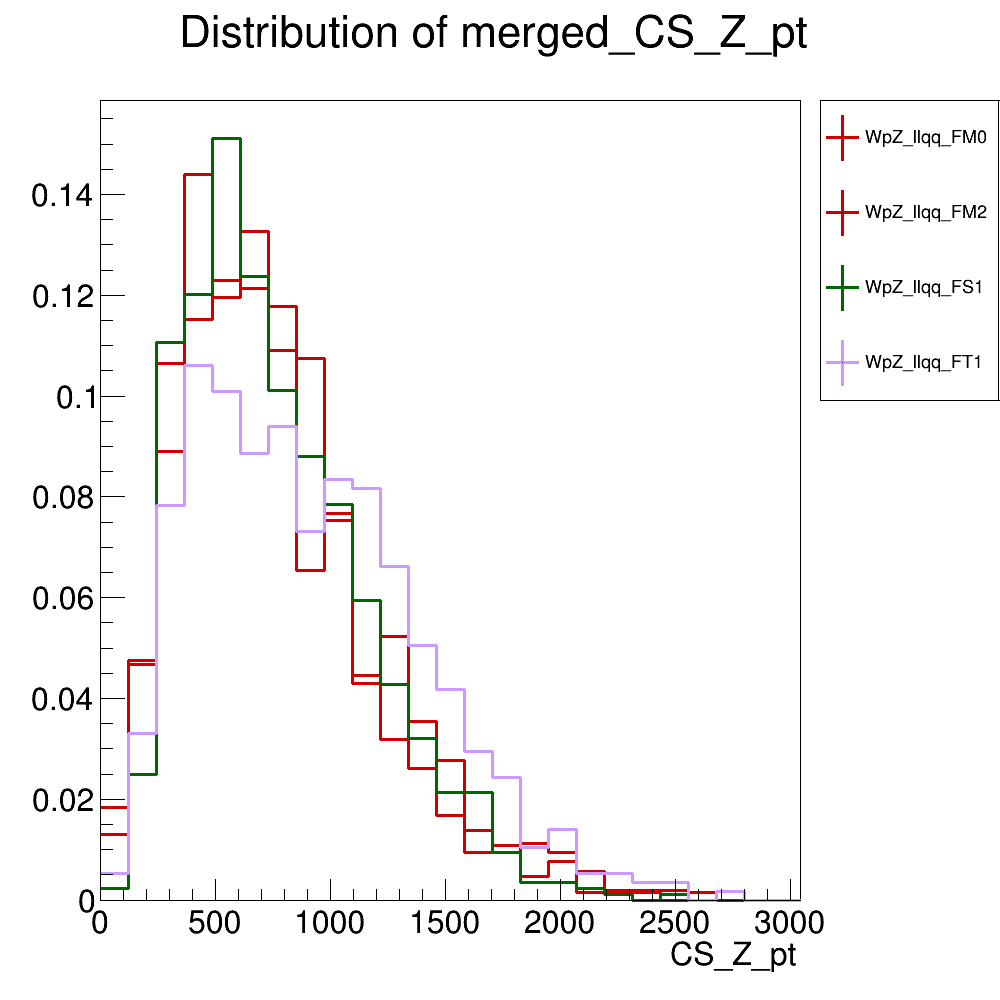 Distribution of merged_CS_Z_pt
WpZ_llqq_FM0
WpZ_llqq_FM2
WpZ_llqq_FS1
WpZ_llqq_FT1
0.14
0.12
0.1
0.08
0.06
0.04
0.02
0
0 500 1000 1500 2000 2500 3000
CS_Z_pt